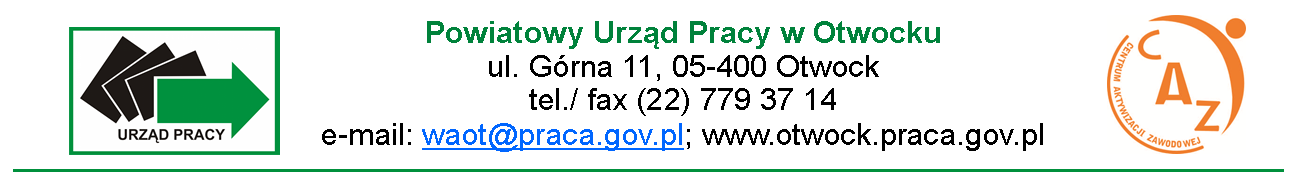 Powiatowy Urząd Pracy w Otwocku
ul. Górna 11, 05-400 Otwock
tel./ fax (22) 779 37 14
e-mail: waot@praca.gov.pl; www.otwock.praca.gov.pl
URZĄD PRACY
CAZ
CENTRUM AKTYWIZACJI ZAWODOWEJ